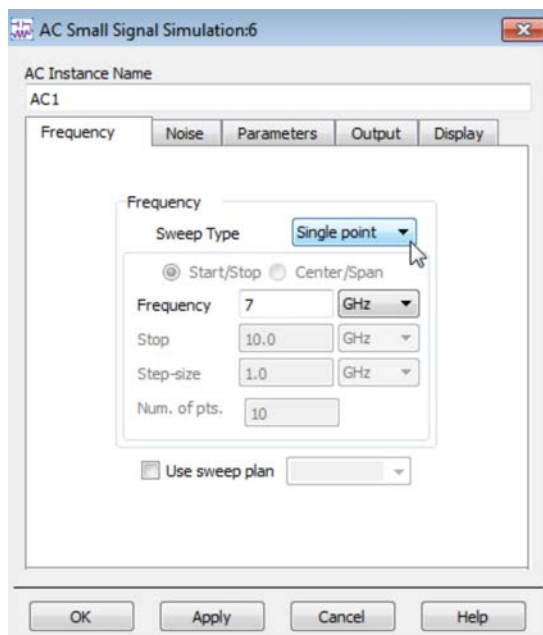 AC Small Signal Simulation:6
AC Instance Name
AC1
Frequency Noise Parameters Output Display
Frequency
Sweep Type Single point
Start/Stop Center/Span
Frequency 7 GHz
Stop 10.0 GHz
Step-size 1.0 GHz
Num. of pts. 10
Use sweep plan
OK Apply Cancel Help